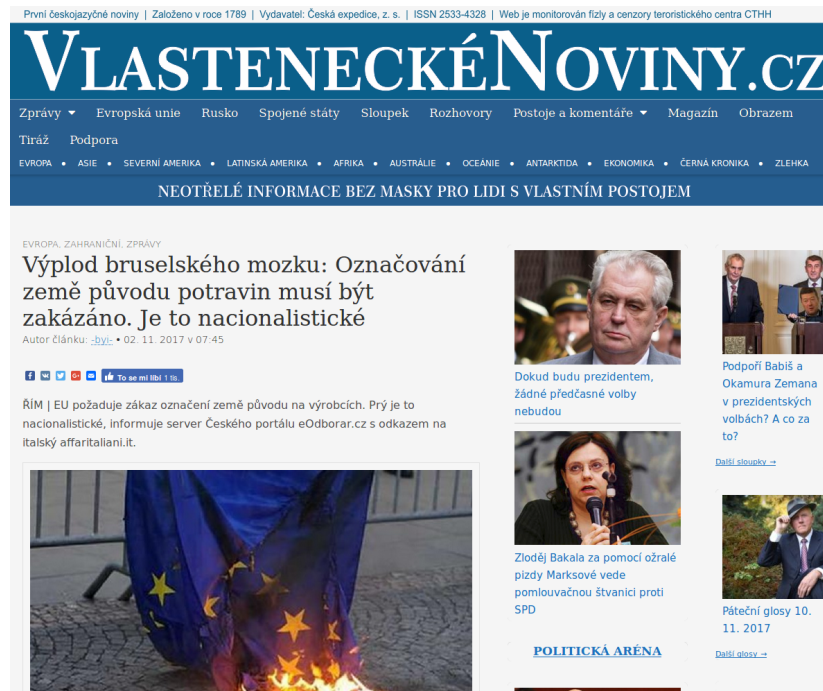 První českojazyčné noviny | Založeno v roce 1789 | Vydavatel: Česká expedice, z. s. | ISSN 2533-4328 | Web je monitorován fízly a cenzory teroristického centra CTHH
VLASTENECKÉNOVINY.CZ
Zprávy Evropská unie Rusko Spojené státy Sloupek Rozhovory Postoje a komentáře Magazín Obrazem
Tiráž Podpora
EVROPA • ASIE • SEVERNÍ AMERIKA • LATINSKÁ AMERIKA • AFRIKA • AUSTRÁLIE • OCEÁNIE • ANTARKTIDA • EKONOMIKA • ČERNÁ KRONIKA • ZLEHKA
NEOTŘELÉ INFORMACE BEZ MASKY PRO LIDI S VLASTNÍM POSTOJEM
EVROPA, ZAHRANIČNÍ, ZPRÁVY
Výplod bruselského mozku: Označování
země původu potravin musí být
zakázáno. Je to nacionalistické
Autor článku: -byi- • 02. 11. 2017 v 07:45
To se mi líbí 1 tis.
ŘÍM | EU požaduje zákaz označení země původu na výrobcích. Prý je to
nacionalistické, informuje server Českého portálu eOdborar.cz s odkazem na
italský affaritaliani.it.
Dokud budu prezidentem,
žádné předčasné volby
nebudou
Zloděj Bakala za pomocí ožralé
pizdy Marksové vede
pomlouvačnou štvanici proti
SPD
POLITICKÁ ARÉNA
Podpoří Babiš a
Okamura Zemana
v prezidentských
volbách? A co za
to?
Další sloupky →
Páteční glosy 10.
11. 2017
Další glosy →